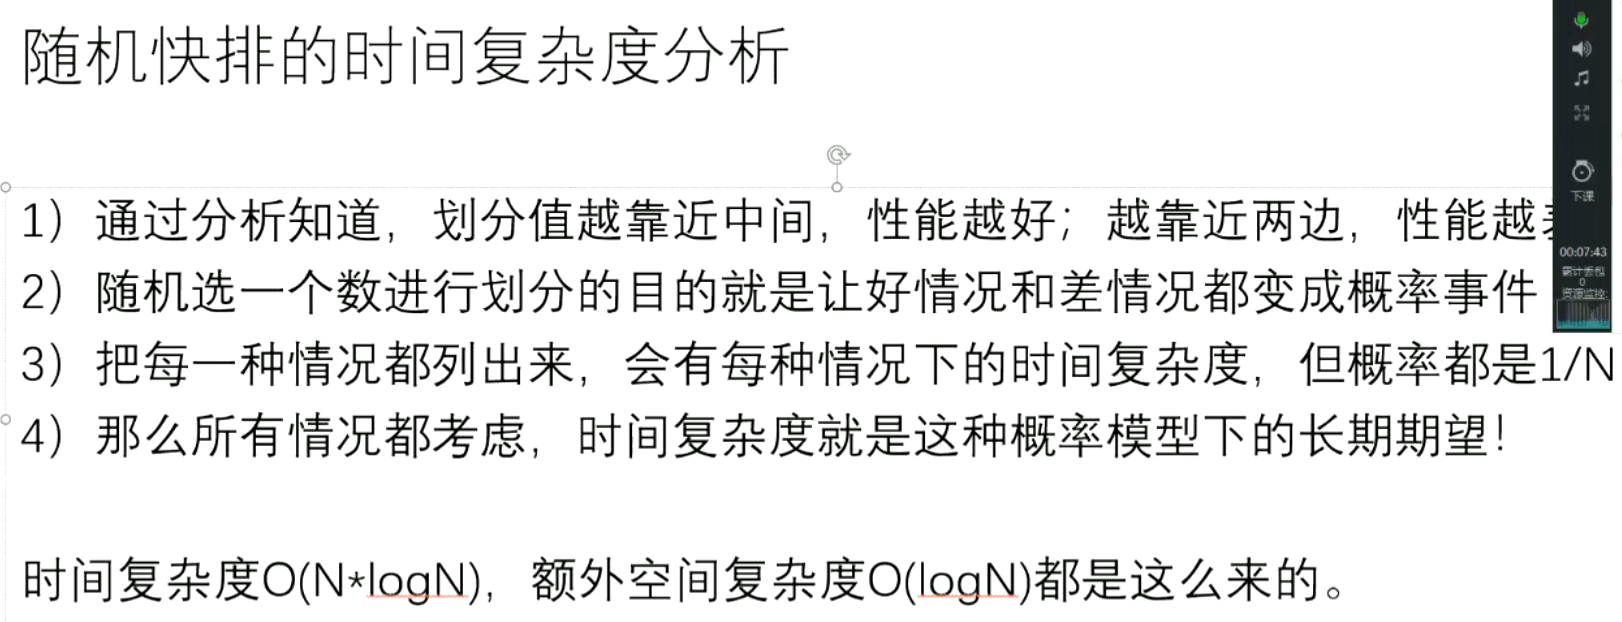 随机快排的时间复杂度分析
1）通过分析知道，划分值越靠近中间，性能越好；越靠近两边，性能越
2）随机选一个数进行划分的目的就是让好情况和差情况都变成概率事件
3）把每一种情况都列出来，会有每种情况下的时间复杂度，但概率都是1/N
4）那么所有情况都考虑，时间复杂度就是这种概率模型下的长期期望！
时间复杂度O(N*logN)，额外空间复杂度O(logN)都是这么来的。
下课
00:07:43
累计丢包
0
资源监控: